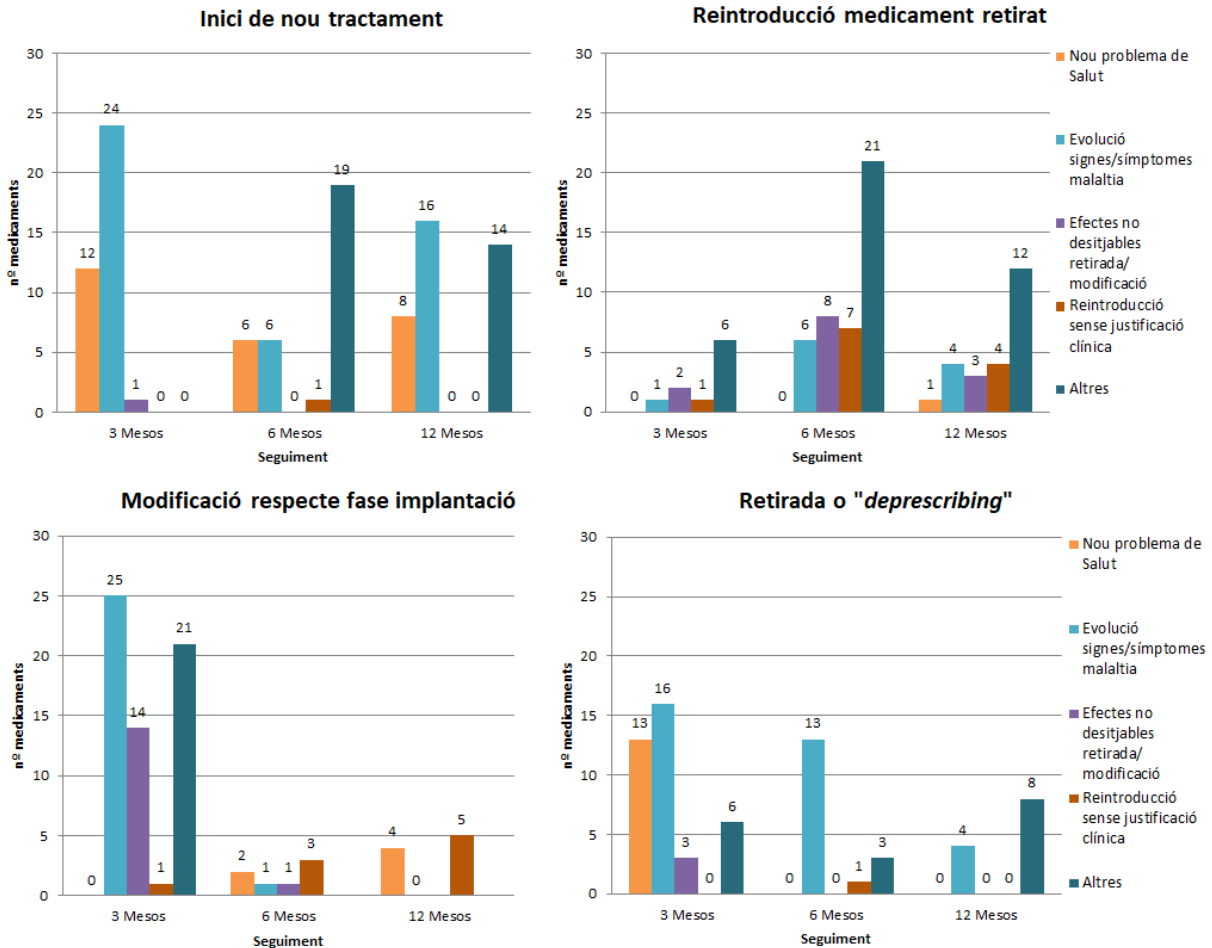 Inici de nou tractament
30
25
20
15
10
5
0
nº medicaments
12
24
1
0
0
6
6
0
1
19
8
16
0
0
14
3 Mesos
6 Mesos
12 Mesos
Seguiment
Reintroducció medicament retirat
30
25
20
15
10
5
0
nº medicaments
0
1
2
1
6
0
6
8
7
21
1
4
3
4
12
3 Mesos
6 Mesos
12 Mesos
Seguiment
Nou problema de
Salut
Evolució
signes/símptomes
malaltia
Efectes no
desitjables
retirada/
modificació
Reintroducció
sense justificació
clínica
Altres
Modificació respecte fase implantació
30
25
20
15
10
5
0
nº medicaments
0
25
14
1
21
2
1
1
3
4
0
5
3 Mesos
6 Mesos
12 Mesos
Seguiment
Retirada o "deprescribing"
30
25
20
15
10
5
0
nº medicaments
13
16
3
0
6
0
13
0
1
3
0
4
0
0
8
3 Mesos
6 Mesos
12 Mesos
Seguiment
Nou problema de
Salut
Evolució
signes/símptomes
malaltia
Efectes no
desitjables
retirada/
modificació
Reintroducció
sense justificació
clínica
Altres